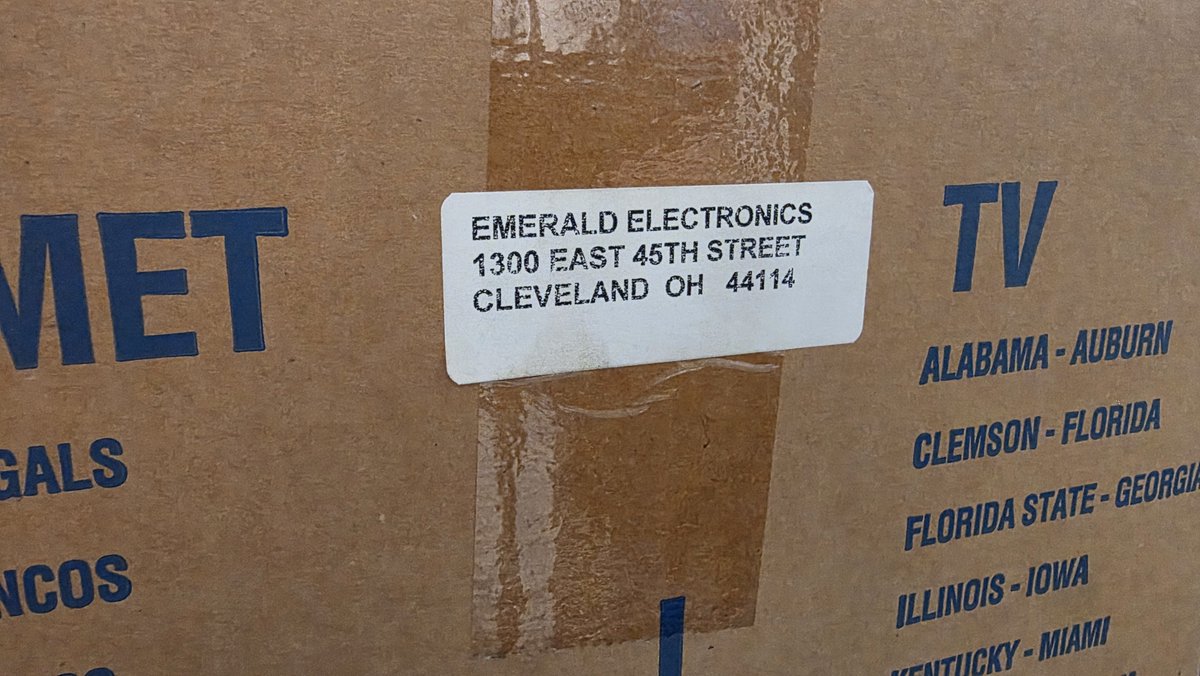 MET
EMERALD ELECTRONICS
1300 EAST 45TH STREET
CLEVELAND OH 44114
TV
ALABAMA - AUBURN
CLEMSON - FLORIDA
FLORIDA STATE - GEORGIA
ILLINOIS - IOWA
KENTUCKY - MIAMI
GALS
NCOS